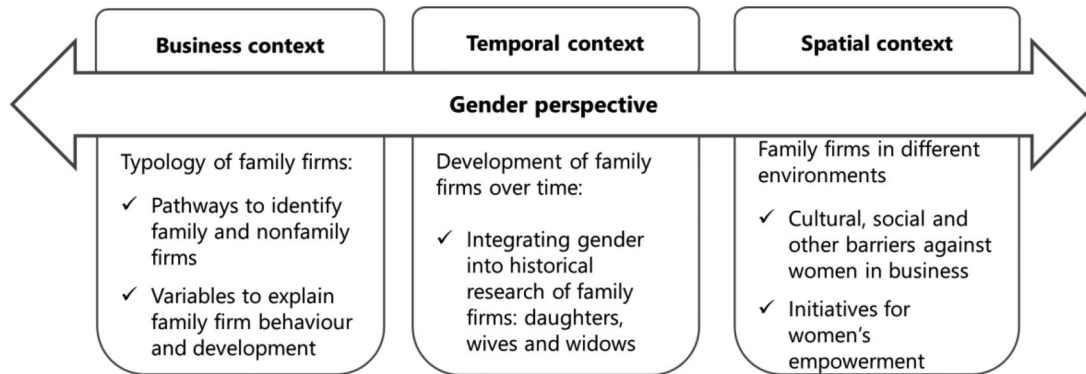 Business context
Temporal context
Spatial context
Gender perspective
Typology of family firms:
✓ Pathways to identify
family and nonfamily
firms
✓ Variables to explain
family firm behaviour
and development
Development of family
firms over time:
✓ Integrating gender
into historical
research of family
firms: daughters,
wives and widows
Family firms in different
environments
✓ Cultural, social and
other barriers against
women in business
✓ Initiatives for
women’s
empowerment